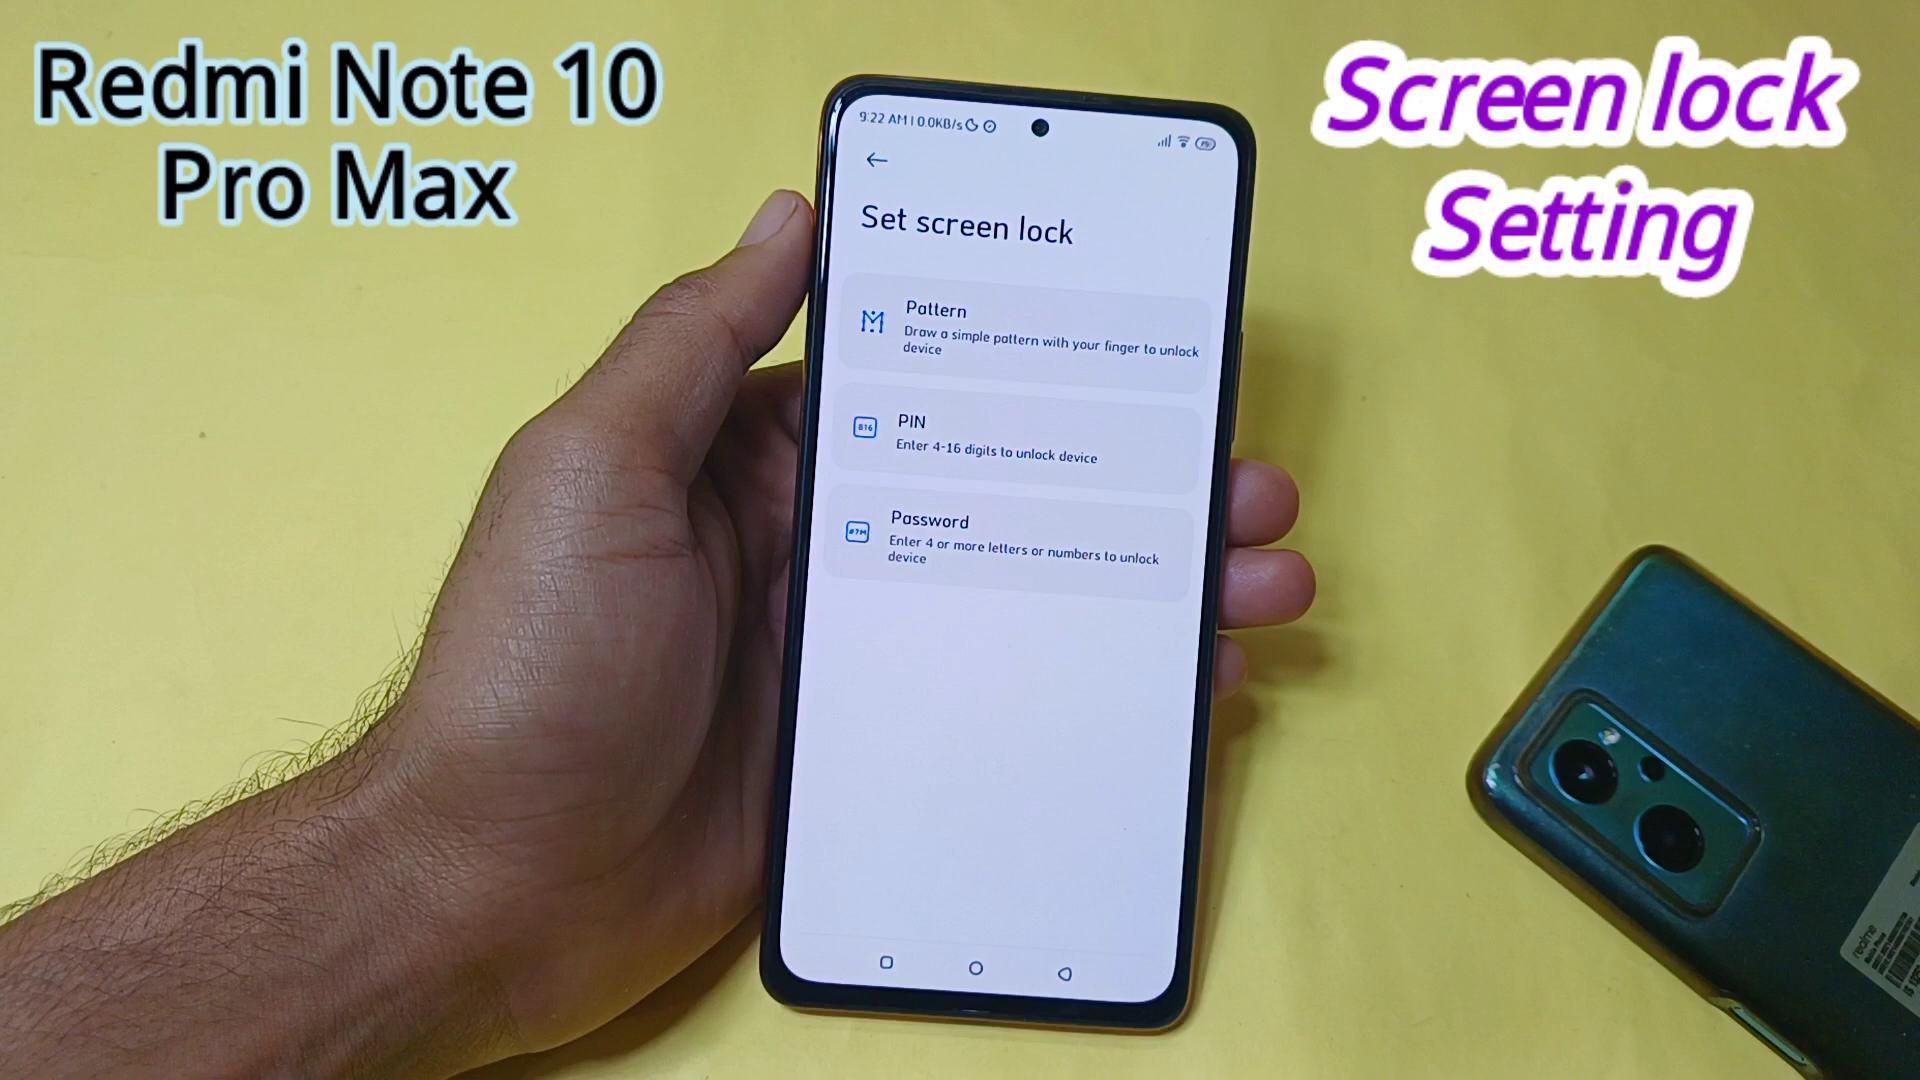 Redmi Note 10
Pro Max
Screen lock
Setting
9:22 AM | 0.0KB/s
Set screen lock
Pattern
Draw a simple pattern with your finger to unlock
device
PIN
Enter 4-16 digits to unlock device
Password
Enter 4 or more letters or numbers to unlock
device
realme
Mobile Phone